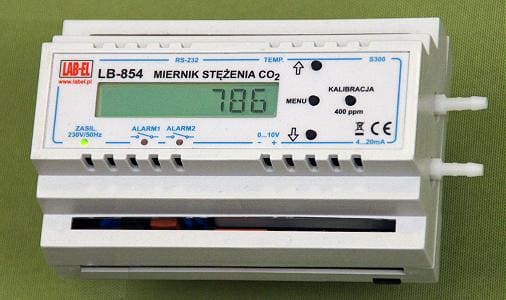 RS-232 TEMP. S300
LAB-EL
www.label.pl
LB-854 MIERNIK STĘŻENIA CO₂
786
MENU
KALIBRACJA
400 ppm
ZASIL.
230V/50Hz
ALARM1 ALARM2
0...10V
- +
4...20mA
CE